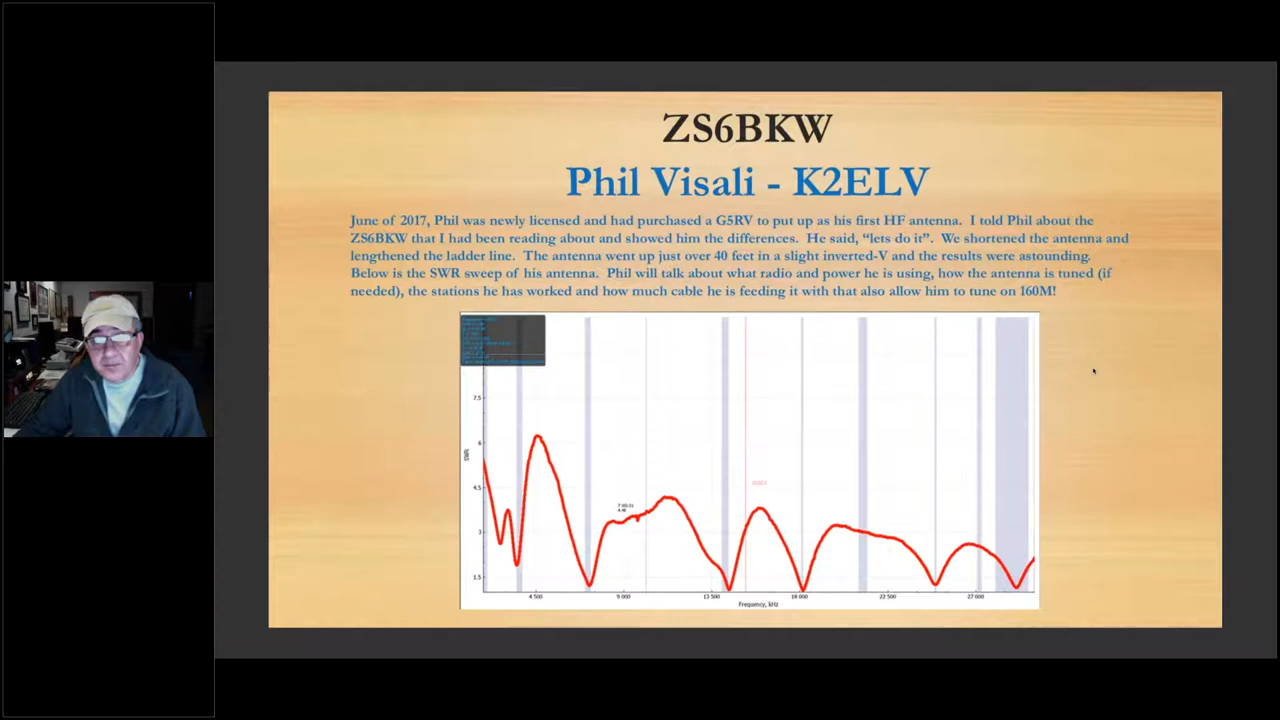 ZS6BKW
Phil Visali - K2ELV
June of 2017, Phil was newly licensed and had purchased a G5RV to put up as his first HF antenna. I told Phil about the
ZS6BKW that I had been reading about and showed him the differences. He said, “lets do it”. We shortened the antenna and
lengthened the ladder line. The antenna went up just over 40 feet in a slight inverted-V and the results were astounding.
Below is the SWR sweep of his antenna. Phil will talk about what radio and power he is using, how the antenna is tuned (if
needed), the stations he has worked and how much cable he is feeding it with that also allow him to tune on 160M!
7.5
6
SWR
4.5
3
1.5
4 500
9 000
13 500
18 000
22 500
27 000
Frequency, kHz